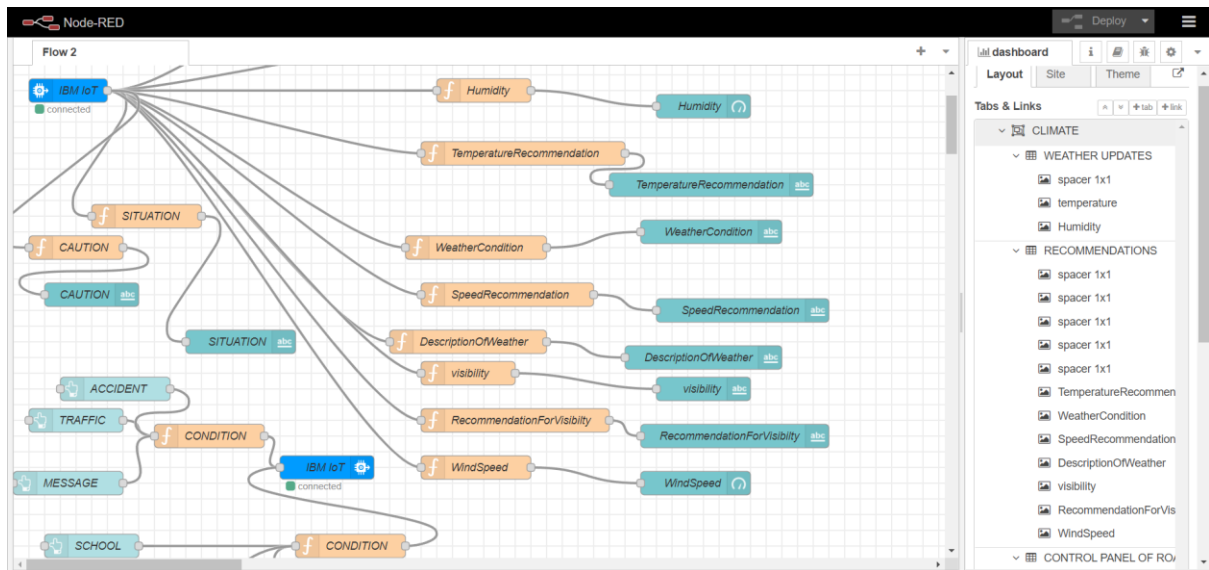 Node-RED
Deploy
Flow 2
IBM IoT
connected
Humidity
Humidity
TemperatureRecommendation
TemperatureRecommendation
SITUATION
WeatherCondition
WeatherCondition
CAUTION
CAUTION abc
SpeedRecommendation
SpeedRecommendation abc
SITUATION abc
DescriptionOfWeather
DescriptionOfWeather abc
visibility
visibility abc
ACCIDENT
TRAFFIC
CONDITION
RecommendationForVisibilty
RecommendationForVisibilty abc
IBM IoT
connected
WindSpeed
WindSpeed
MESSAGE
SCHOOL
CONDITION
dashboard
i
Layout Site Theme
Tabs & Links
+ tab + link
CLIMATE
WEATHER UPDATES
spacer 1x1
temperature
Humidity
RECOMMENDATIONS
spacer 1x1
spacer 1x1
spacer 1x1
spacer 1x1
spacer 1x1
TemperatureRecommen
WeatherCondition
SpeedRecommendation
DescriptionOfWeather
visibility
RecommendationForVis
WindSpeed
CONTROL PANEL OF RO